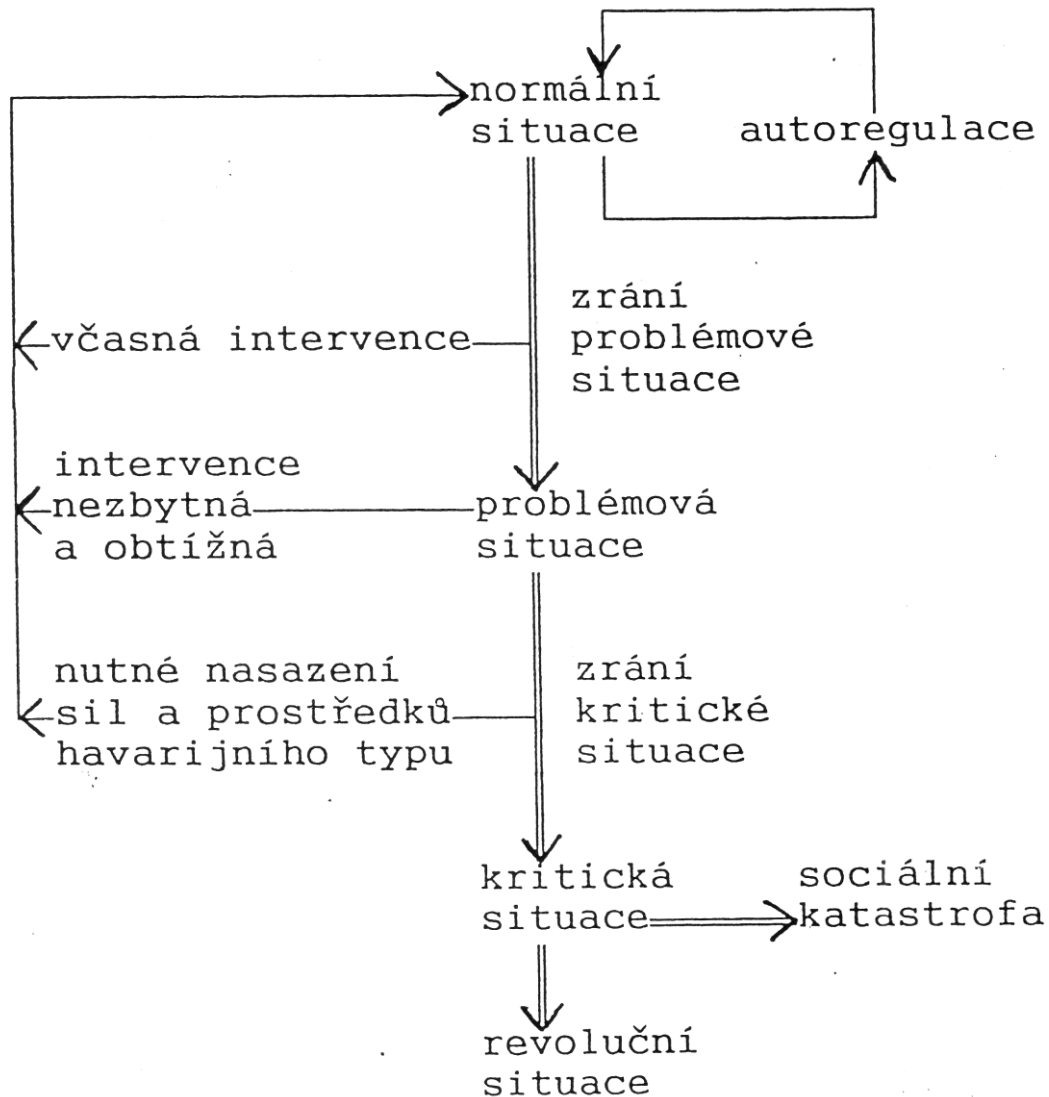 normální
situace
autoregulace
zrání
problémové
situace
včasná intervence
intervence
nezbytná
a obtížná
problémová
situace
nutné nasazení
sil a prostředků
havarijního typu
zrání
kritické
situace
kritická
situace
sociální
katastrofa
revoluční
situace